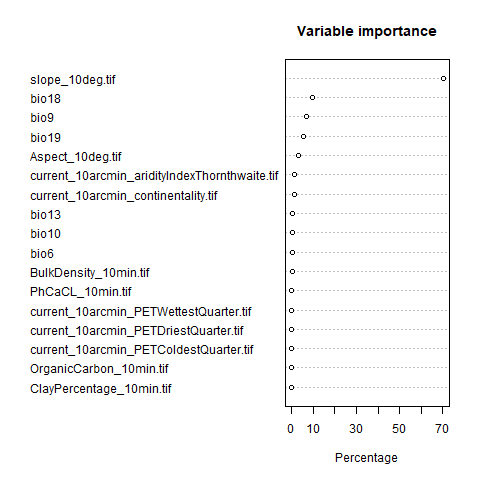 Variable importance
slope_10deg.tif
bio18
bio9
bio19
Aspect_10deg.tif
current_10arcmin_aridityIndexThornthwaite.tif
current_10arcmin_continentality.tif
bio13
bio10
bio6
BulkDensity_10min.tif
PhCaCL_10min.tif
current_10arcmin_PETWettestQuarter.tif
current_10arcmin_PETDriestQuarter.tif
current_10arcmin_PETColdestQuarter.tif
OrganicCarbon_10min.tif
ClayPercentage_10min.tif
0 10 30 50 70
Percentage